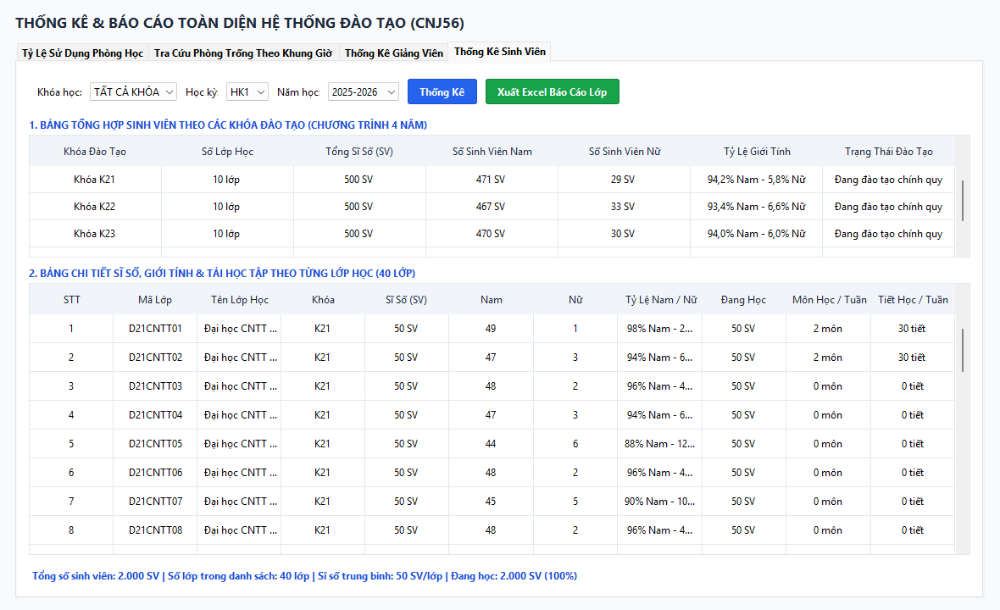 THỐNG KÊ & BÁO CÁO TOÀN DIỆN HỆ THỐNG ĐÀO TẠO (CNJ56)
Tỷ Lệ Sử Dụng Phòng Học Tra Cứu Phòng Trống Theo Khung Giờ Thống Kê Giảng Viên Thống Kê Sinh Viên
Khóa học: TẤT CẢ KHÓA Học kỳ: HK1 Năm học: 2025-2026 Thống Kê Xuất Excel Báo Cáo Lớp
1. BẢNG TỔNG HỢP SINH VIÊN THEO CÁC KHÓA ĐÀO TẠO (CHƯƠNG TRÌNH 4 NĂM)
Khóa Đào Tạo Số Lớp Học Tổng Sĩ Số (SV) Số Sinh Viên Nam Số Sinh Viên Nữ Tỷ Lệ Giới Tính Trạng Thái Đào Tạo
Khóa K21 10 lớp 500 SV 471 SV 29 SV 94,2% Nam - 5,8% Nữ Đang đào tạo chính quy
Khóa K22 10 lớp 500 SV 467 SV 33 SV 93,4% Nam - 6,6% Nữ Đang đào tạo chính quy
Khóa K23 10 lớp 500 SV 470 SV 30 SV 94,0% Nam - 6,0% Nữ Đang đào tạo chính quy
2. BẢNG CHI TIẾT SĨ SỐ, GIỚI TÍNH & TẢI HỌC TẬP THEO TỪNG LỚP HỌC (40 LỚP)
STT Mã Lớp Tên Lớp Học Khóa Sĩ Số (SV) Nam Nữ Tỷ Lệ Nam / Nữ Đang Học Môn Học / Tuần Tiết Học / Tuần
1 D21CNTT01 Đại học CNTT ... K21 50 SV 49 1 98% Nam - 2... 50 SV 2 môn 30 tiết
2 D21CNTT02 Đại học CNTT ... K21 50 SV 47 3 94% Nam - 6... 50 SV 2 môn 30 tiết
3 D21CNTT03 Đại học CNTT ... K21 50 SV 48 2 96% Nam - 4... 50 SV 0 môn 0 tiết
4 D21CNTT04 Đại học CNTT ... K21 50 SV 47 3 94% Nam - 6... 50 SV 0 môn 0 tiết
5 D21CNTT05 Đại học CNTT ... K21 50 SV 44 6 88% Nam - 12... 50 SV 0 môn 0 tiết
6 D21CNTT06 Đại học CNTT ... K21 50 SV 48 2 96% Nam - 4... 50 SV 0 môn 0 tiết
7 D21CNTT07 Đại học CNTT ... K21 50 SV 45 5 90% Nam - 10... 50 SV 0 môn 0 tiết
8 D21CNTT08 Đại học CNTT ... K21 50 SV 48 2 96% Nam - 4... 50 SV 0 môn 0 tiết
Tổng số sinh viên: 2.000 SV | Số lớp trong danh sách: 40 lớp | Sĩ số trung bình: 50 SV/lớp | Đang học: 2.000 SV (100%)